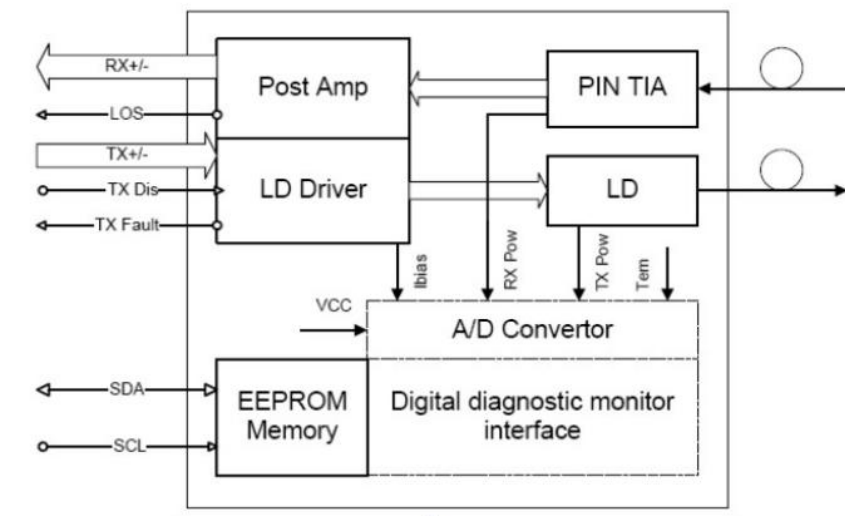 RX+/-
Post Amp
PIN TIA
LOS
TX+/-
TX Dis
LD Driver
LD
TX Fault
Ibias
RX Pow
TX Pow
Tem
VCC
A/D Convertor
SDA
EEPROM
Memory
Digital diagnostic monitor
interface
SCL